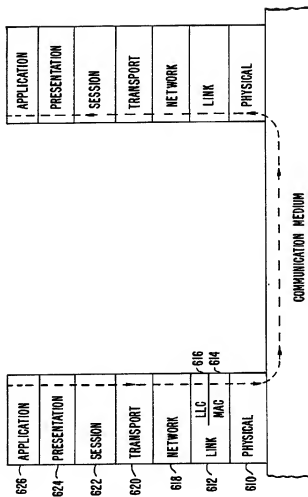 626 APPLICATION
624 PRESENTATION
622 SESSION
620 TRANSPORT
618 NETWORK
612 LINK
LLC 616
MAC 614
610 PHYSICAL
APPLICATION
PRESENTATION
SESSION
TRANSPORT
NETWORK
LINK
PHYSICAL
COMMUNICATION MEDIUM